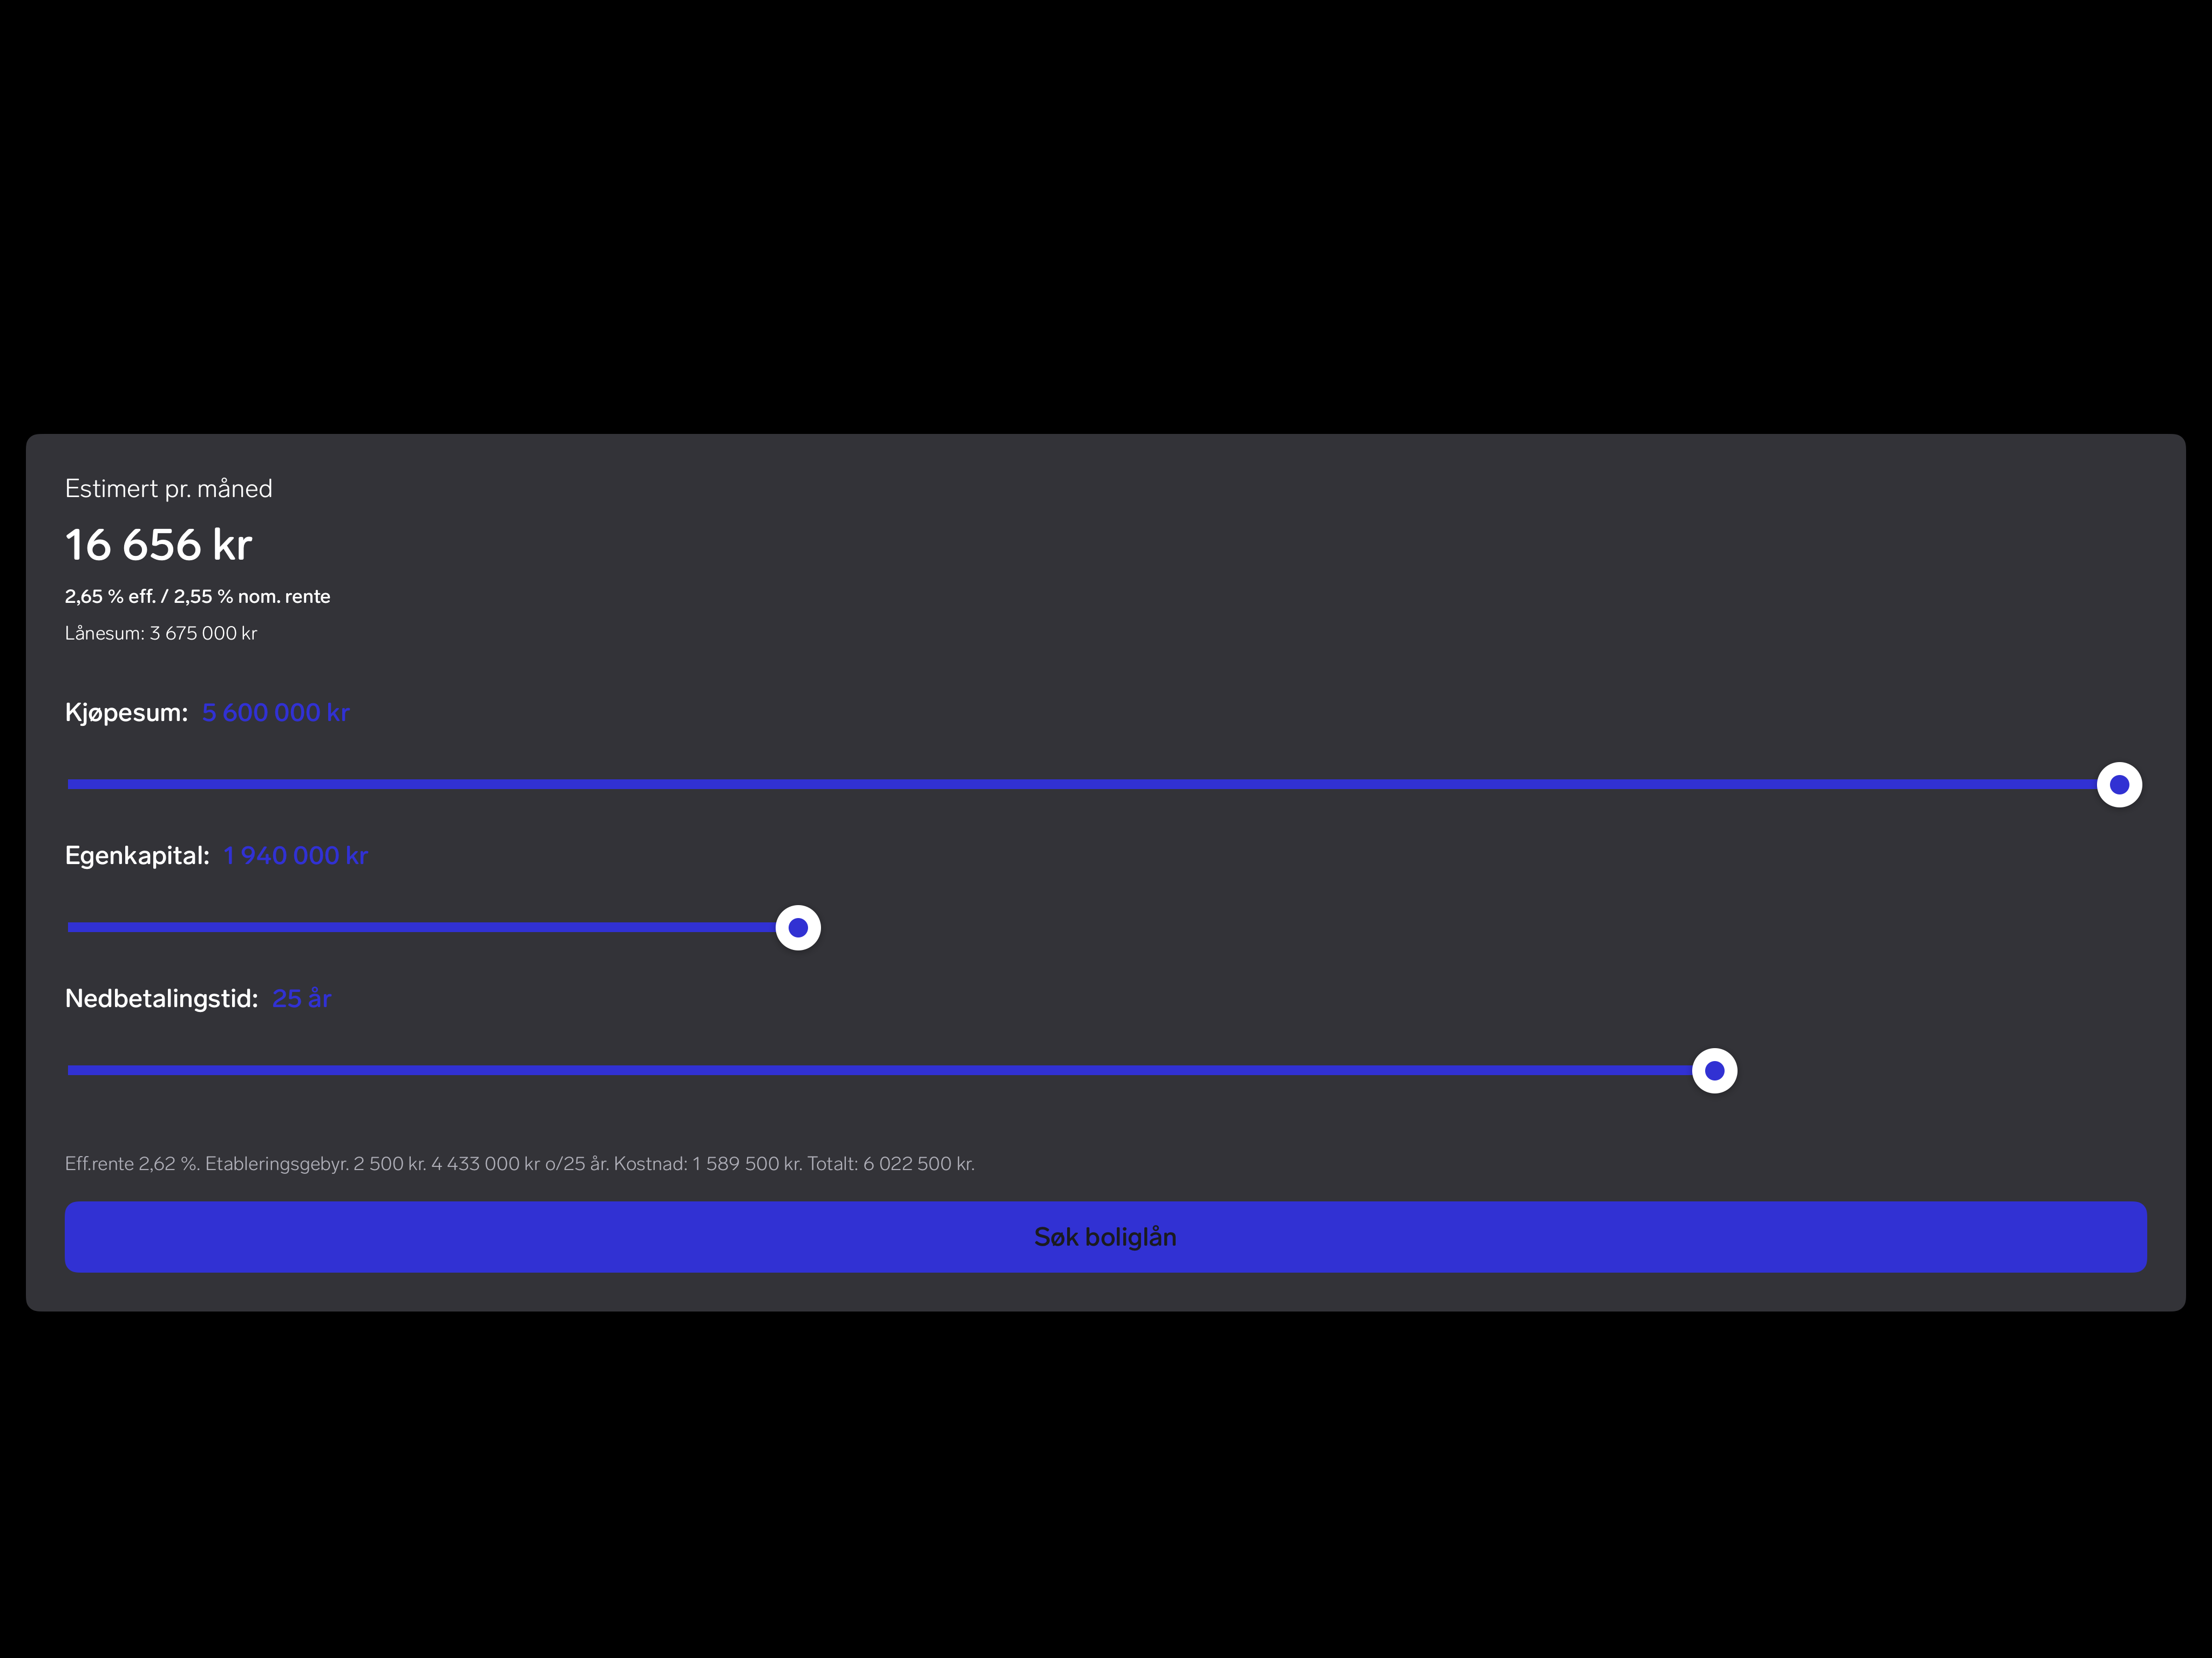 Estimert pr. måned
16 656 kr
2,65 % eff. / 2,55 % nom. rente
Lånesum: 3 675 000 kr
Kjøpesum: 5 600 000 kr
Egenkapital: 1 940 000 kr
Nedbetalingstid: 25 år
Eff.rente 2,62 %. Etableringsgebyr. 2 500 kr. 4 433 000 kr o/25 år. Kostnad: 1 589 500 kr. Totalt: 6 022 500 kr.
Søk boliglån